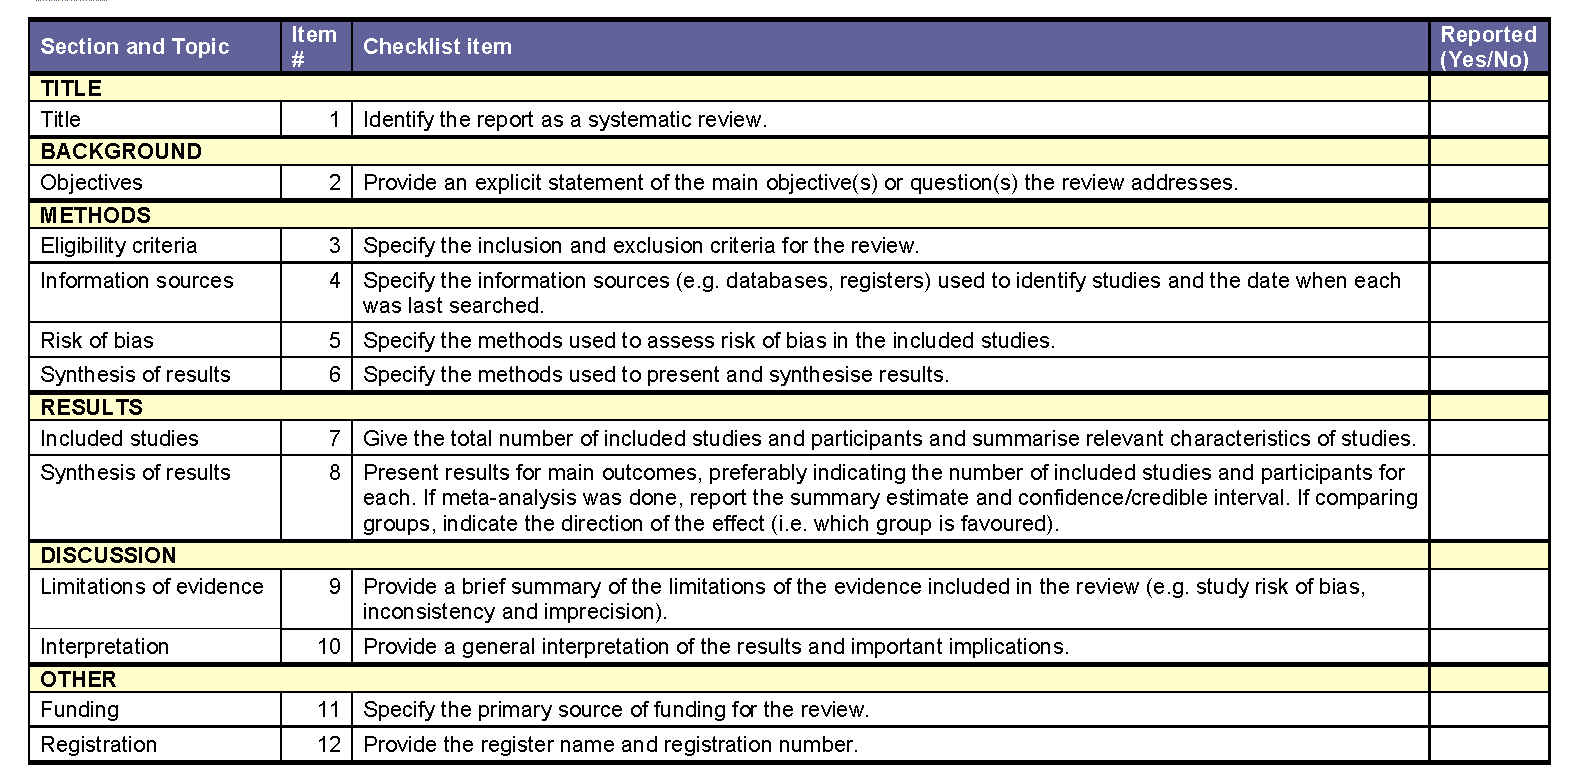 Section and Topic Item # Checklist item Reported (Yes/No)
TITLE
Title 1 Identify the report as a systematic review.
BACKGROUND
Objectives 2 Provide an explicit statement of the main objective(s) or question(s) the review addresses.
METHODS
Eligibility criteria 3 Specify the inclusion and exclusion criteria for the review.
Information sources 4 Specify the information sources (e.g. databases, registers) used to identify studies and the date when each
was last searched.
Risk of bias 5 Specify the methods used to assess risk of bias in the included studies.
Synthesis of results 6 Specify the methods used to present and synthesise results.
RESULTS
Included studies 7 Give the total number of included studies and participants and summarise relevant characteristics of studies.
Synthesis of results 8 Present results for main outcomes, preferably indicating the number of included studies and participants for
each. If meta-analysis was done, report the summary estimate and confidence/credible interval. If comparing
groups, indicate the direction of the effect (i.e. which group is favoured).
DISCUSSION
Limitations of evidence 9 Provide a brief summary of the limitations of the evidence included in the review (e.g. study risk of bias,
inconsistency and imprecision).
Interpretation 10 Provide a general interpretation of the results and important implications.
OTHER
Funding 11 Specify the primary source of funding for the review.
Registration 12 Provide the register name and registration number.